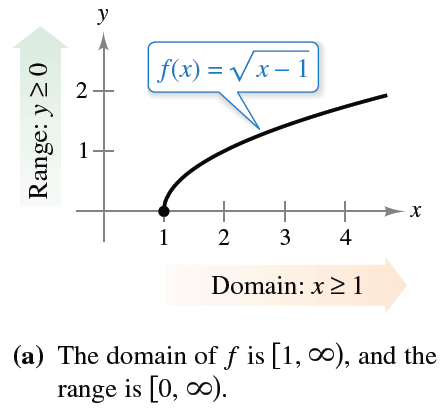 y
Range: y ≥ 0
f(x) = √x − 1
2
1
x
1 2 3 4
Domain: x ≥ 1
(a) The domain of f is [1, ∞), and the
range is [0, ∞).